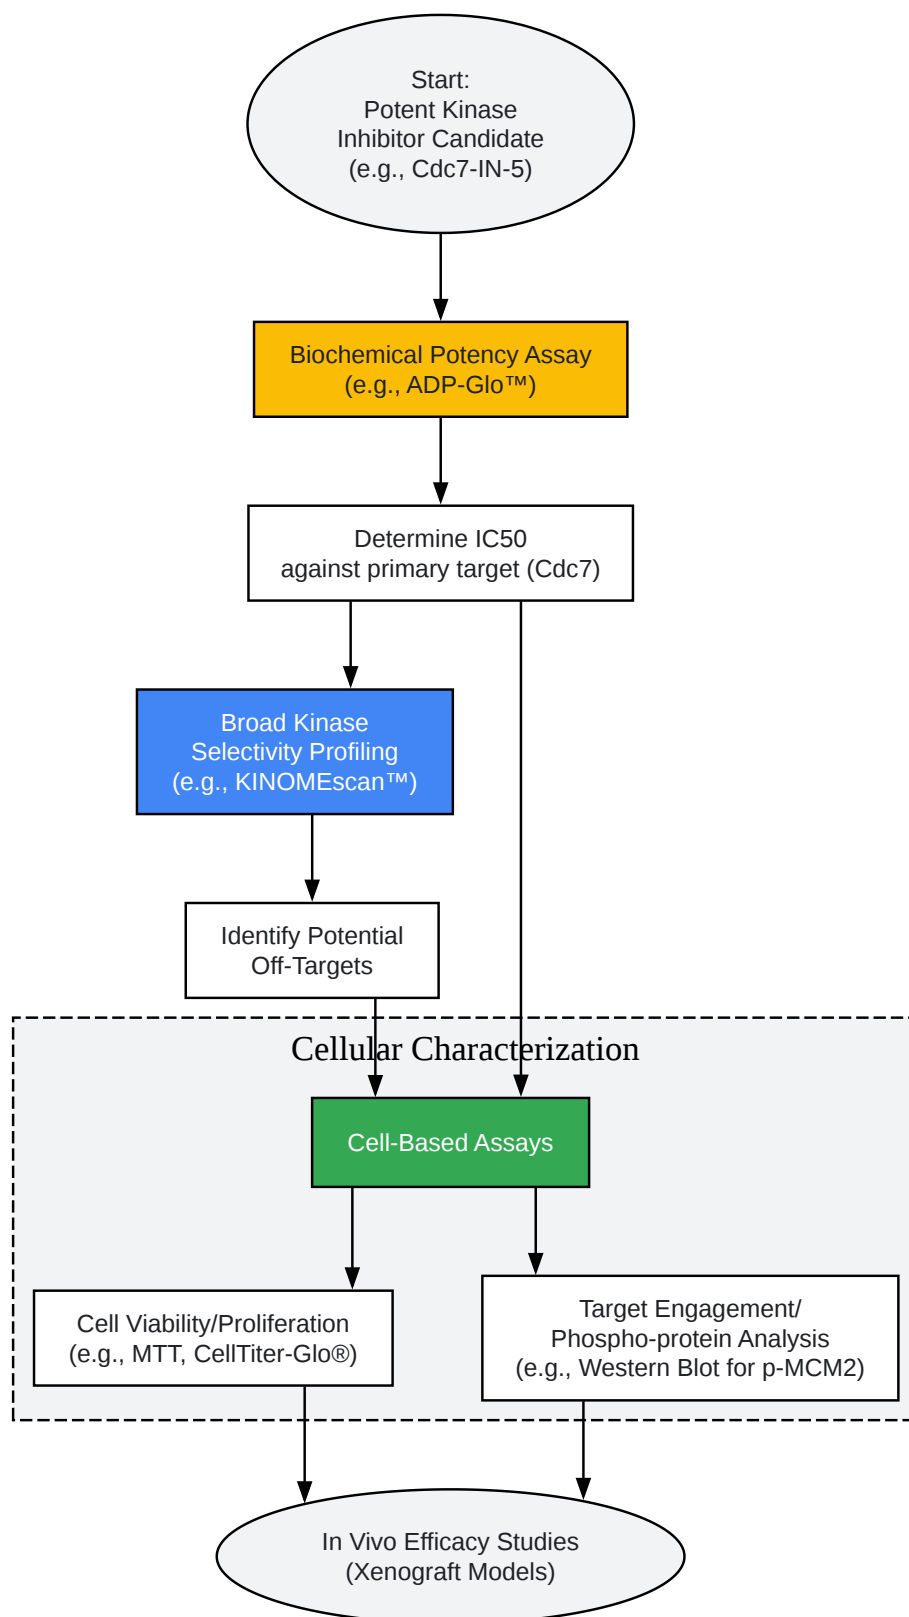 Start:
Potent Kinase
Inhibitor Candidate
(e.g., Cdc7-IN-5)
Biochemical Potency Assay
(e.g., ADP-Glo™)
Determine IC50
against primary target (Cdc7)
Broad Kinase
Selectivity Profiling
(e.g., KINOMEscan™)
Identify Potential
Off-Targets
Cellular Characterization
Cell-Based Assays
Cell Viability/Proliferation
(e.g., MTT, CellTiter-Glo®)
Target Engagement/
Phospho-protein Analysis
(e.g., Western Blot for p-MCM2)
In Vivo Efficacy Studies
(Xenograft Models)